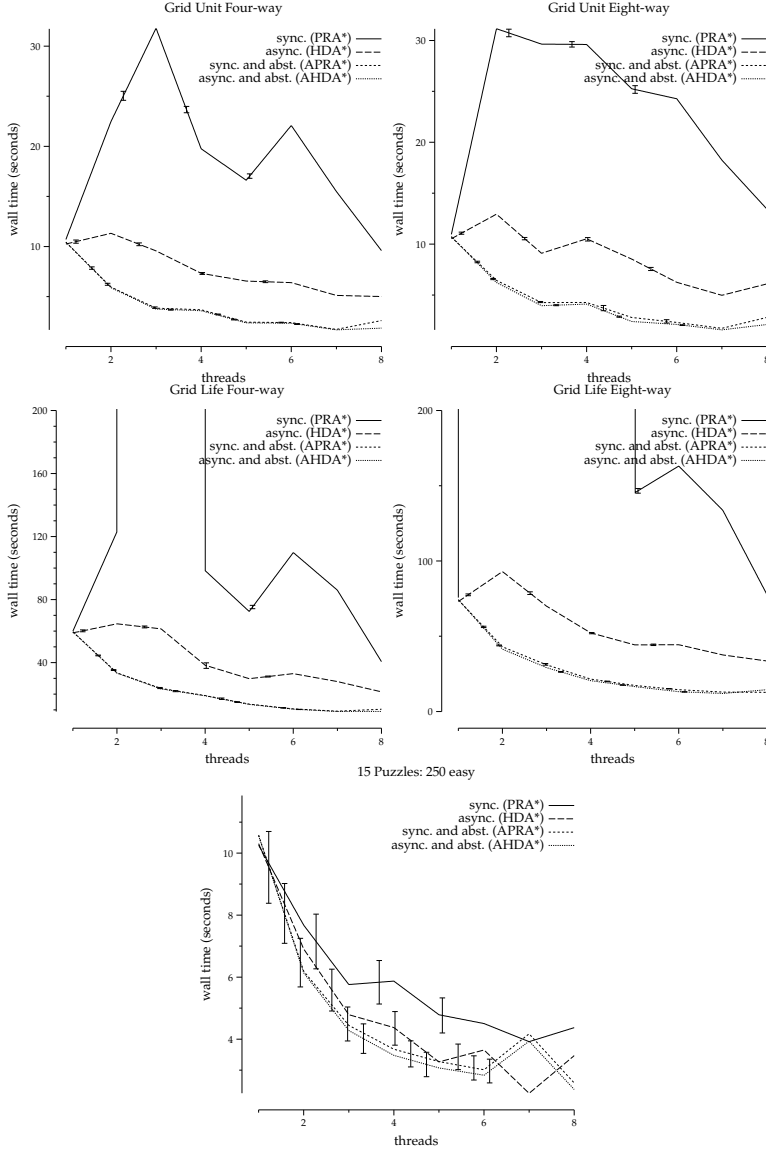 Grid Unit Four-way
sync. (PRA*)
async. (HDA*)
sync. and abst. (APRA*)
async. and abst. (AHDA*)
wall time (seconds)
30
20
10
2
4
6
8
threads
Grid Unit Eight-way
sync. (PRA*)
async. (HDA*)
sync. and abst. (APRA*)
async. and abst. (AHDA*)
wall time (seconds)
30
20
10
2
4
6
8
threads
Grid Life Four-way
sync. (PRA*)
async. (HDA*)
sync. and abst. (APRA*)
async. and abst. (AHDA*)
wall time (seconds)
200
160
120
80
40
2
4
6
8
threads
Grid Life Eight-way
sync. (PRA*)
async. (HDA*)
sync. and abst. (APRA*)
async. and abst. (AHDA*)
wall time (seconds)
200
100
0
2
4
6
8
threads
15 Puzzles: 250 easy
sync. (PRA*)
async. (HDA*)
sync. and abst. (APRA*)
async. and abst. (AHDA*)
wall time (seconds)
10
8
6
4
2
4
6
8
threads